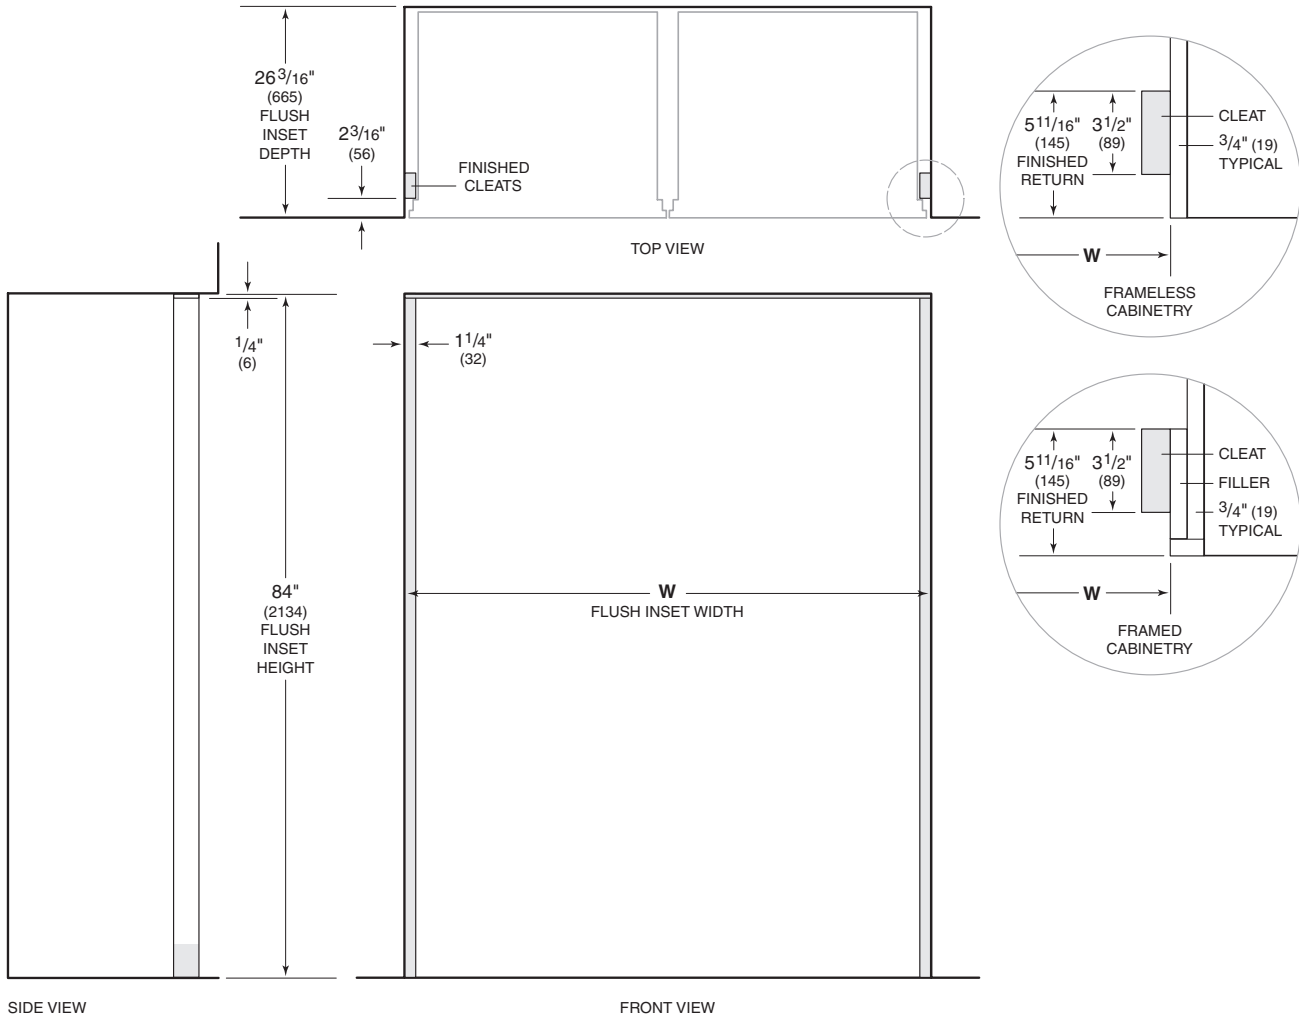 26 3/16"
(665)
FLUSH
INSET
DEPTH
2 3/16"
(56)
FINISHED
CLEATS
TOP VIEW
5 11/16"
(145)
FINISHED
RETURN
3 1/2"
(89)
CLEAT
3/4" (19)
TYPICAL
W
FRAMELESS
CABINETRY
1/4"
(6)
1 1/4"
(32)
84"
(2134)
FLUSH
INSET
HEIGHT
W
FLUSH INSET WIDTH
5 11/16"
(145)
FINISHED
RETURN
3 1/2"
(89)
CLEAT
FILLER
3/4" (19)
TYPICAL
W
FRAMED
CABINETRY
SIDE VIEW
FRONT VIEW